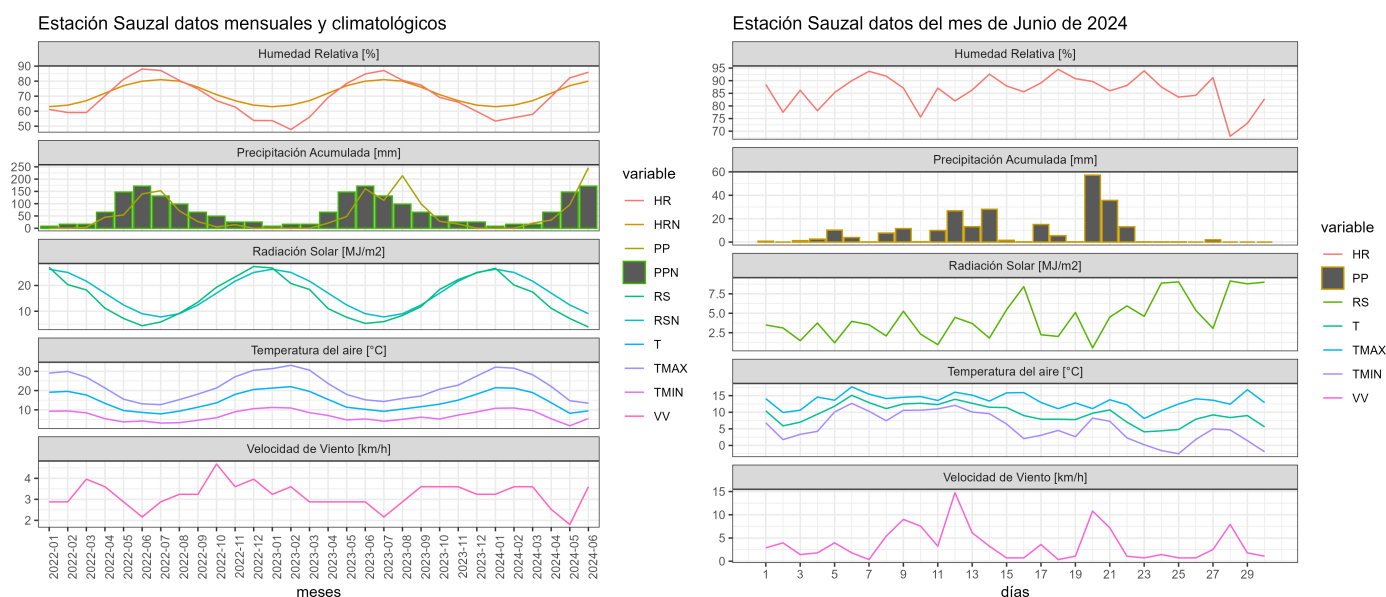 Estación Sauzal datos mensuales y climatológicos
Humedad Relativa [%]
90
80
70
60
50
Precipitación Acumulada [mm]
250
200
150
100
50
0
Radiación Solar [MJ/m2]
20
10
Temperatura del aire [°C]
30
20
10
Velocidad de Viento [km/h]
4
3
2
2022-01
2022-02
2022-03
2022-04
2022-05
2022-06
2022-07
2022-08
2022-09
2022-10
2022-11
2022-12
2023-01
2023-02
2023-03
2023-04
2023-05
2023-06
2023-07
2023-08
2023-09
2023-10
2023-11
2023-12
2024-01
2024-02
2024-03
2024-04
2024-05
2024-06
meses
variable
HR
HRN
PP
PPN
RS
RSN
T
TMAX
TMIN
VV
Estación Sauzal datos del mes de Junio de 2024
Humedad Relativa [%]
95
90
85
80
75
70
Precipitación Acumulada [mm]
60
40
20
0
Radiación Solar [MJ/m2]
7.5
5.0
2.5
Temperatura del aire [°C]
15
10
5
0
Velocidad de Viento [km/h]
15
10
5
0
1 3 5 7 9 11 13 15 17 19 21 23 25 27 29
días
variable
HR
PP
RS
T
TMAX
TMIN
VV